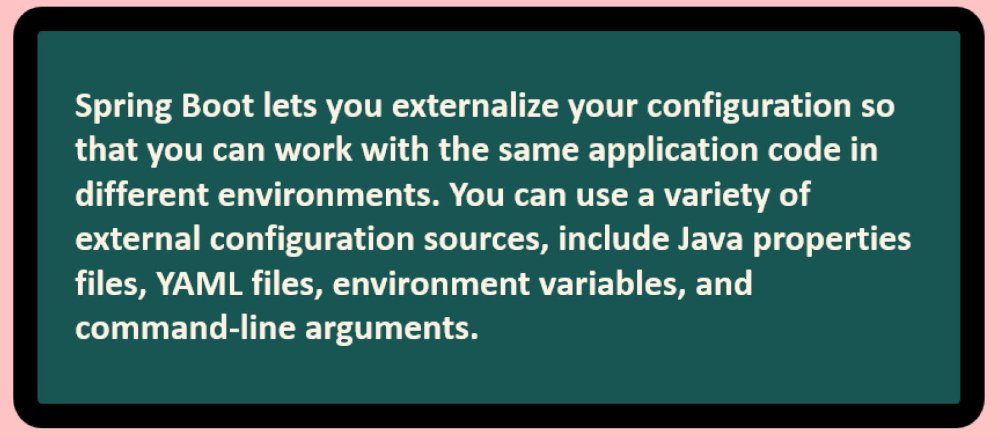 Spring Boot lets you externalize your configuration so
that you can work with the same application code in
different environments. You can use a variety of
external configuration sources, include Java properties
files, YAML files, environment variables, and
command-line arguments.